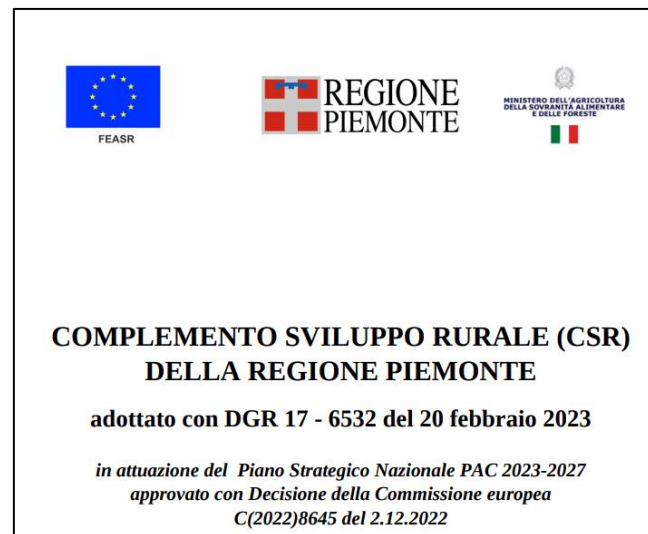 FEASR
REGIONE
PIEMONTE
MINISTERO DELL'AGRICOLTURA
DELLA SOVRANITÀ ALIMENTARE
E DELLE FORESTE
COMPLEMENTO SVILUPPO RURALE (CSR)
DELLA REGIONE PIEMONTE
adottato con DGR 17 - 6532 del 20 febbraio 2023
in attuazione del Piano Strategico Nazionale PAC 2023-2027
approvato con Decisione della Commissione europea
C(2022)8645 del 2.12.2022